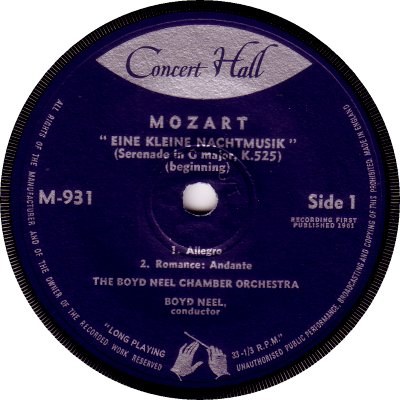 Concert Hall
MOZART
"EINE KLEINE NACHTMUSIK"
(Serenade in G major, K.525)
(beginning)
M-931
Side 1
RECORDING FIRST
PUBLISHED 1961
1. Allegro
2. Romance: Andante
THE BOYD NEEL CHAMBER ORCHESTRA
BOYD NEEL,
conductor
"LONG PLAYING
33-1/3 R.P.M."
ALL RIGHTS OF THE MANUFACTURER AND OF THE OWNER OF THE RECORDED WORK RESERVED
UNAUTHORISED PUBLIC PERFORMANCE, BROADCASTING AND COPYING OF THIS PROHIBITED
MADE IN ENGLAND